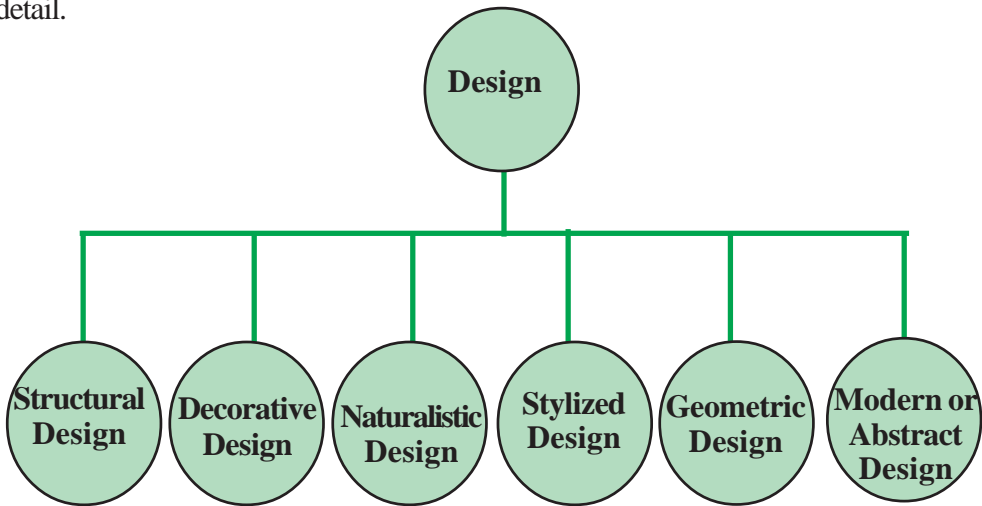 detail.
Design
Structural
Design
Decorative
Design
Naturalistic
Design
Stylized
Design
Geometric
Design
Modern or
Abstract
Design